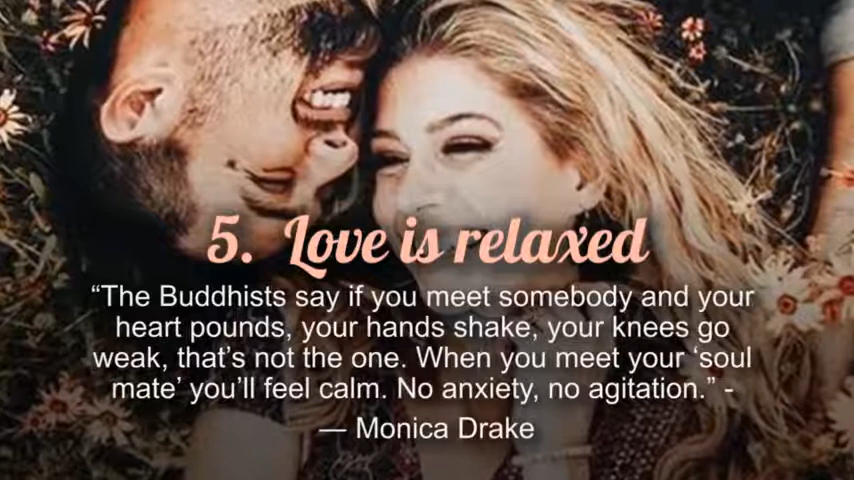 5. Love is relaxed
“The Buddhists say if you meet somebody and your
heart pounds, your hands shake, your knees go
weak, that’s not the one. When you meet your ‘soul
mate’ you’ll feel calm. No anxiety, no agitation.” -
— Monica Drake